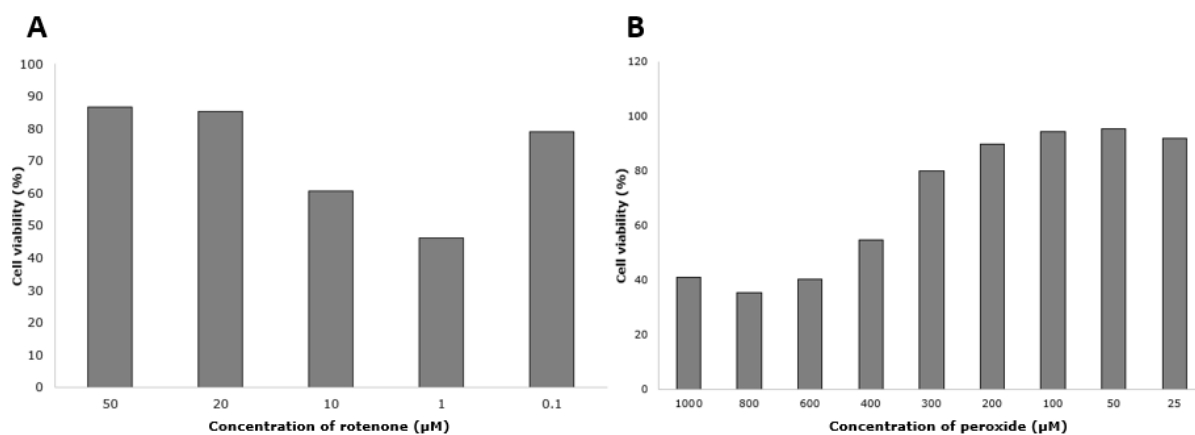 A
100
90
80
70
60
50
40
30
20
10
0
Cell viability (%)
50 20 10 1 0.1
Concentration of rotenone (µM)
B
120
100
80
60
40
20
0
Cell viability (%)
1000 800 600 400 300 200 100 50 25
Concentration of peroxide (µM)